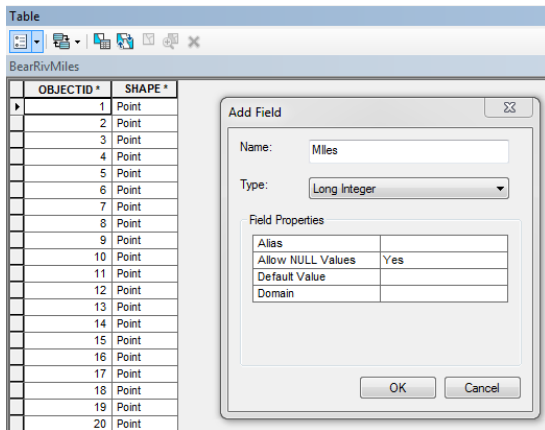 Table
BearRivMiles
OBJECTID * SHAPE *
1 Point
2 Point
3 Point
4 Point
5 Point
6 Point
7 Point
8 Point
9 Point
10 Point
11 Point
12 Point
13 Point
14 Point
15 Point
16 Point
17 Point
18 Point
19 Point
20 Point
Add Field
Name: MIles
Type: Long Integer
Field Properties
Alias
Allow NULL Values Yes
Default Value
Domain
OK Cancel